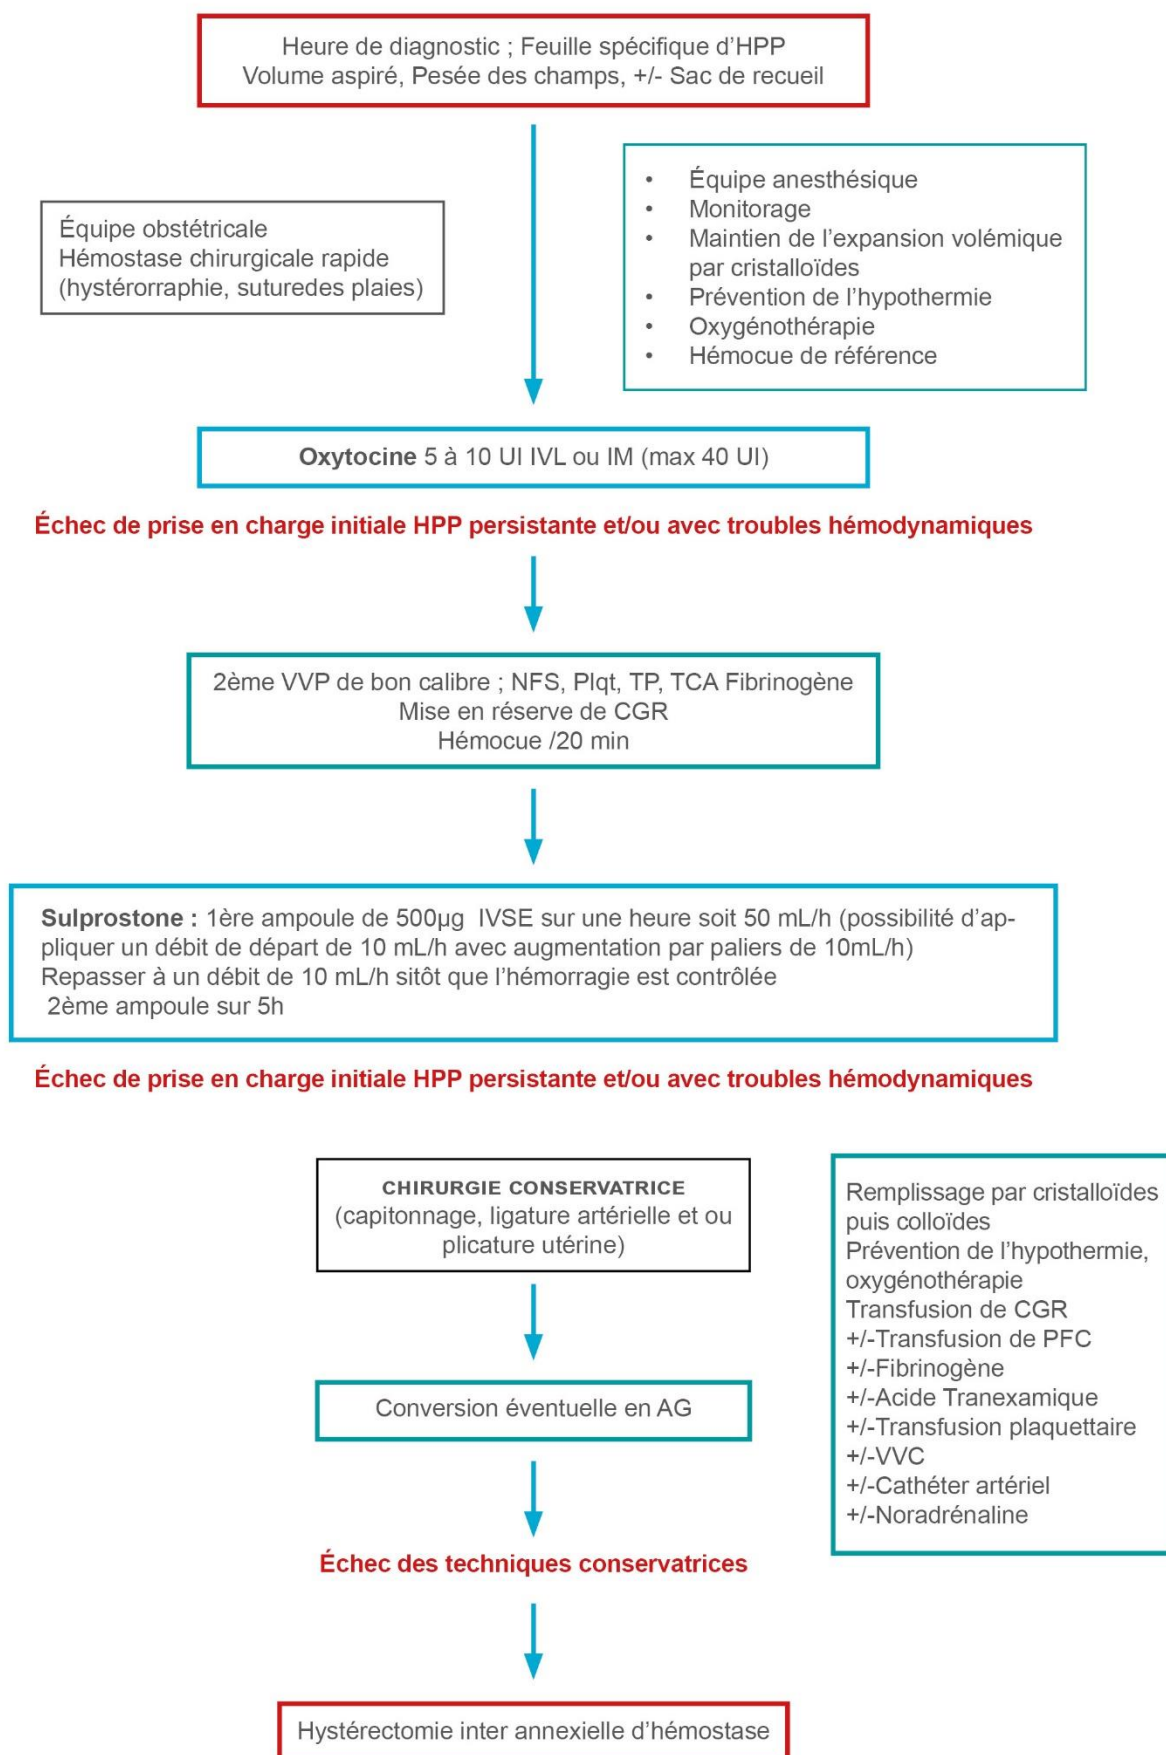 Heure de diagnostic ; Feuille spécifique d’HPP
Volume aspiré, Pesée des champs, +/- Sac de recueil
Équipe obstétricale
Hémostase chirurgicale rapide
(hystérorraphie, suturedes plaies)
• Équipe anesthésique
• Monitorage
• Maintien de l’expansion volémique
par cristalloïdes
• Prévention de l’hypothermie
• Oxygénothérapie
• Hémocue de référence
Oxytocine 5 à 10 UI IVL ou IM (max 40 UI)
Échec de prise en charge initiale HPP persistante et/ou avec troubles hémodynamiques
2ème VVP de bon calibre ; NFS, Plqt, TP, TCA Fibrinogène
Mise en réserve de CGR
Hémocue /20 min
Sulprostone : 1ère ampoule de 500µg IVSE sur une heure soit 50 mL/h (possibilité d’ap-
pliquer un débit de départ de 10 mL/h avec augmentation par paliers de 10mL/h)
Repasser à un débit de 10 mL/h sitôt que l’hémorragie est contrôlée
2ème ampoule sur 5h
Échec de prise en charge initiale HPP persistante et/ou avec troubles hémodynamiques
CHIRURGIE CONSERVATRICE
(capitonnage, ligature artérielle et ou
plicature utérine)
Remplissage par cristalloïdes
puis colloïdes
Prévention de l’hypothermie,
oxygénothérapie
Transfusion de CGR
+/-Transfusion de PFC
+/-Fibrinogène
+/-Acide Tranexamique
+/-Transfusion plaquettaire
+/-VVC
+/-Cathéter artériel
+/-Noradrénaline
Conversion éventuelle en AG
Échec des techniques conservatrices
Hystérectomie inter annexielle d’hémostase